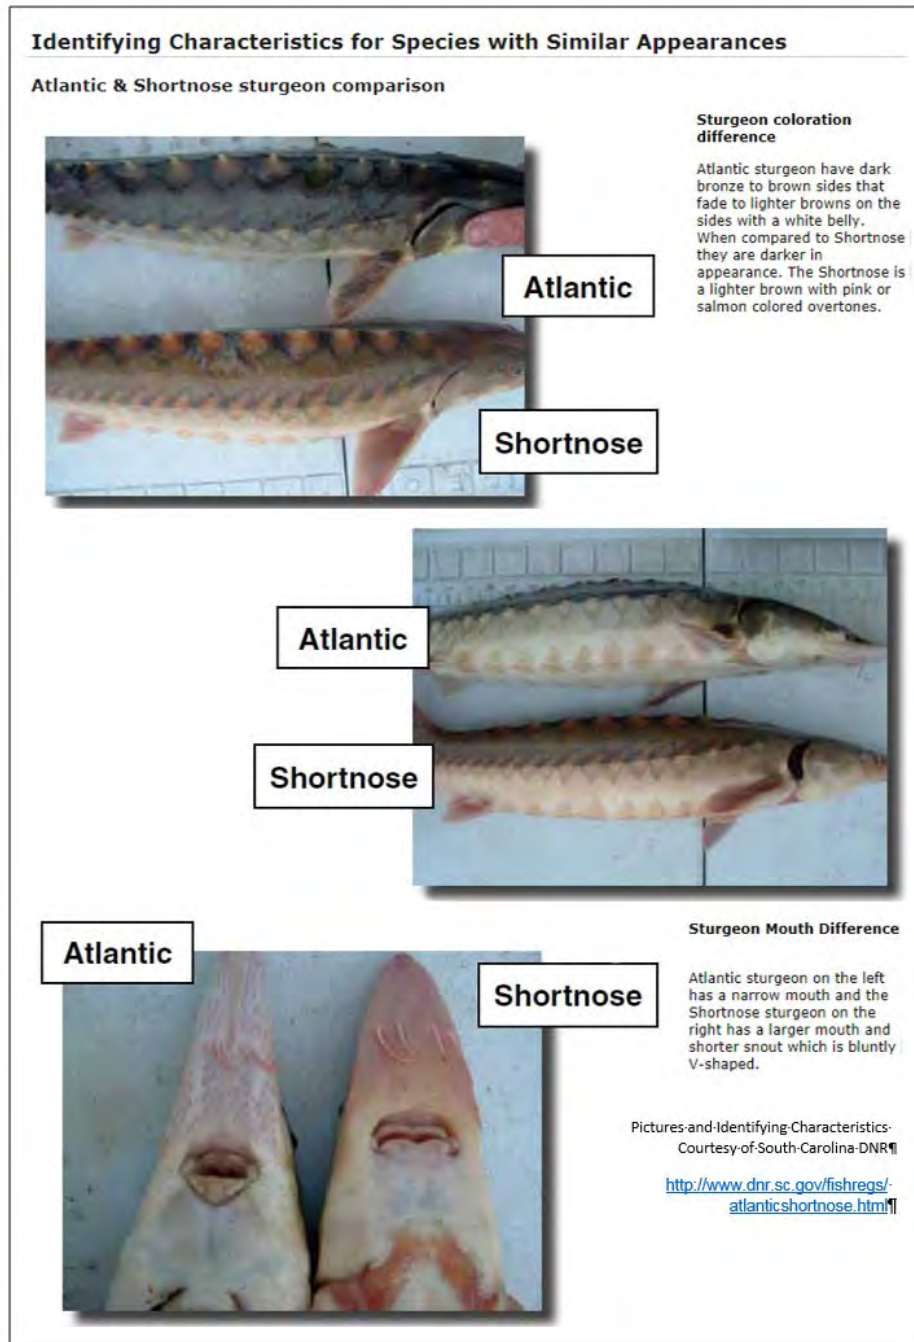 Identifying Characteristics for Species with Similar Appearances
Atlantic & Shortnose sturgeon comparison
Sturgeon coloration
difference
Atlantic sturgeon have dark
bronze to brown sides that
fade to lighter browns on the
sides with a white belly.
When compared to Shortnose
they are darker in
appearance. The Shortnose is
a lighter brown with pink or
salmon colored overtones.
Atlantic
Shortnose
Atlantic
Shortnose
Atlantic
Shortnose
Sturgeon Mouth Difference
Atlantic sturgeon on the left
has a narrow mouth and the
Shortnose sturgeon on the
right has a larger mouth and
shorter snout which is bluntly
V-shaped.
Pictures·and·Identifying·Characteristics·
Courtesy·of·South·Carolina·DNR¶
http://www.dnr.sc.gov/fishregs/·
atlanticshortnose.html¶